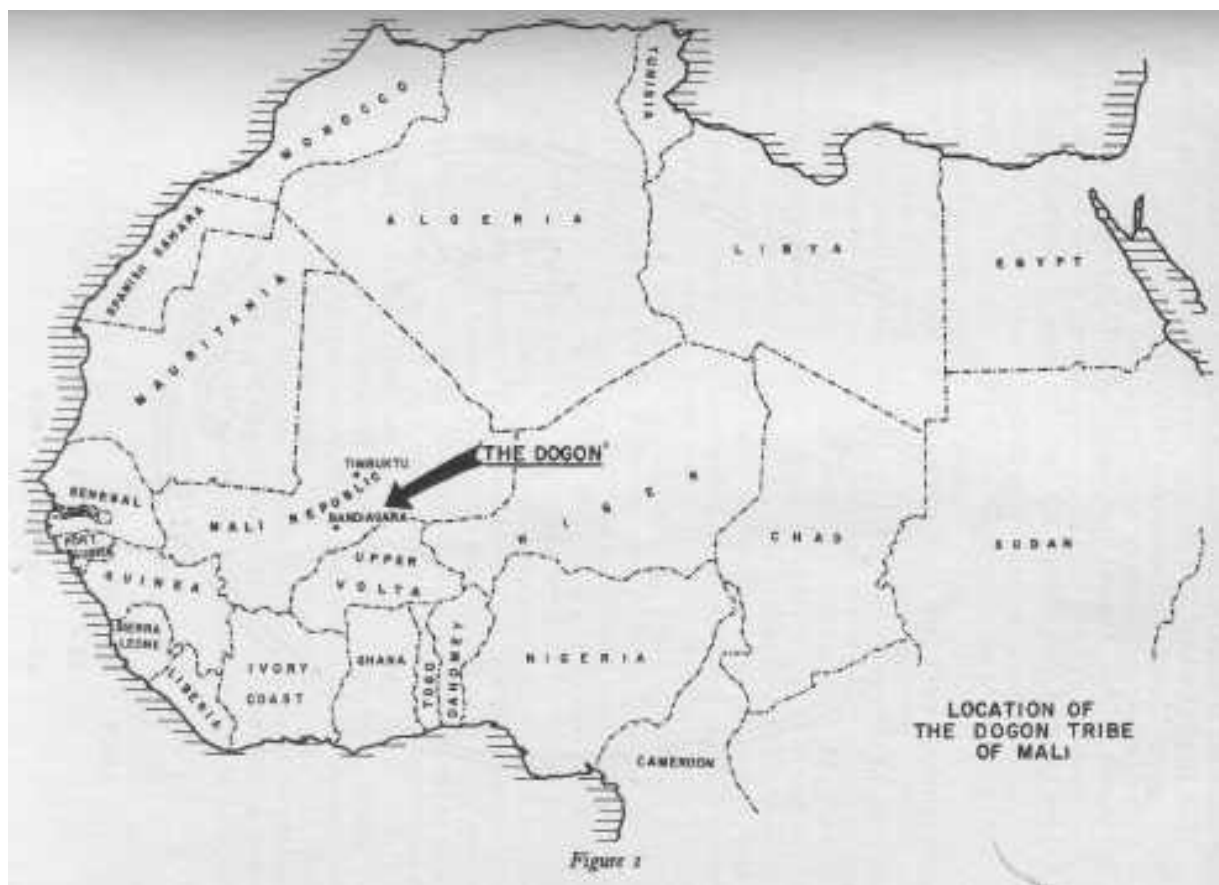 TUNISIA
MOROCCO
ALGERIA
LIBYA
EGYPT
SPANISH SAHARA
MAURITANIA
"THE DOGON"
TIMBUKTU
SENEGAL
MALI REPUBLIC
BANDIAGARA
NIGER
CHAD
SUDAN
PORT
GUINEA
UPPER
VOLTA
SIERRA
LEONE
LIBERIA
IVORY
COAST
GHANA
TOGO
DAHOMEY
NIGERIA
CAMEROON
LOCATION OF
THE DOGON TRIBE
OF MALI
Figure 1